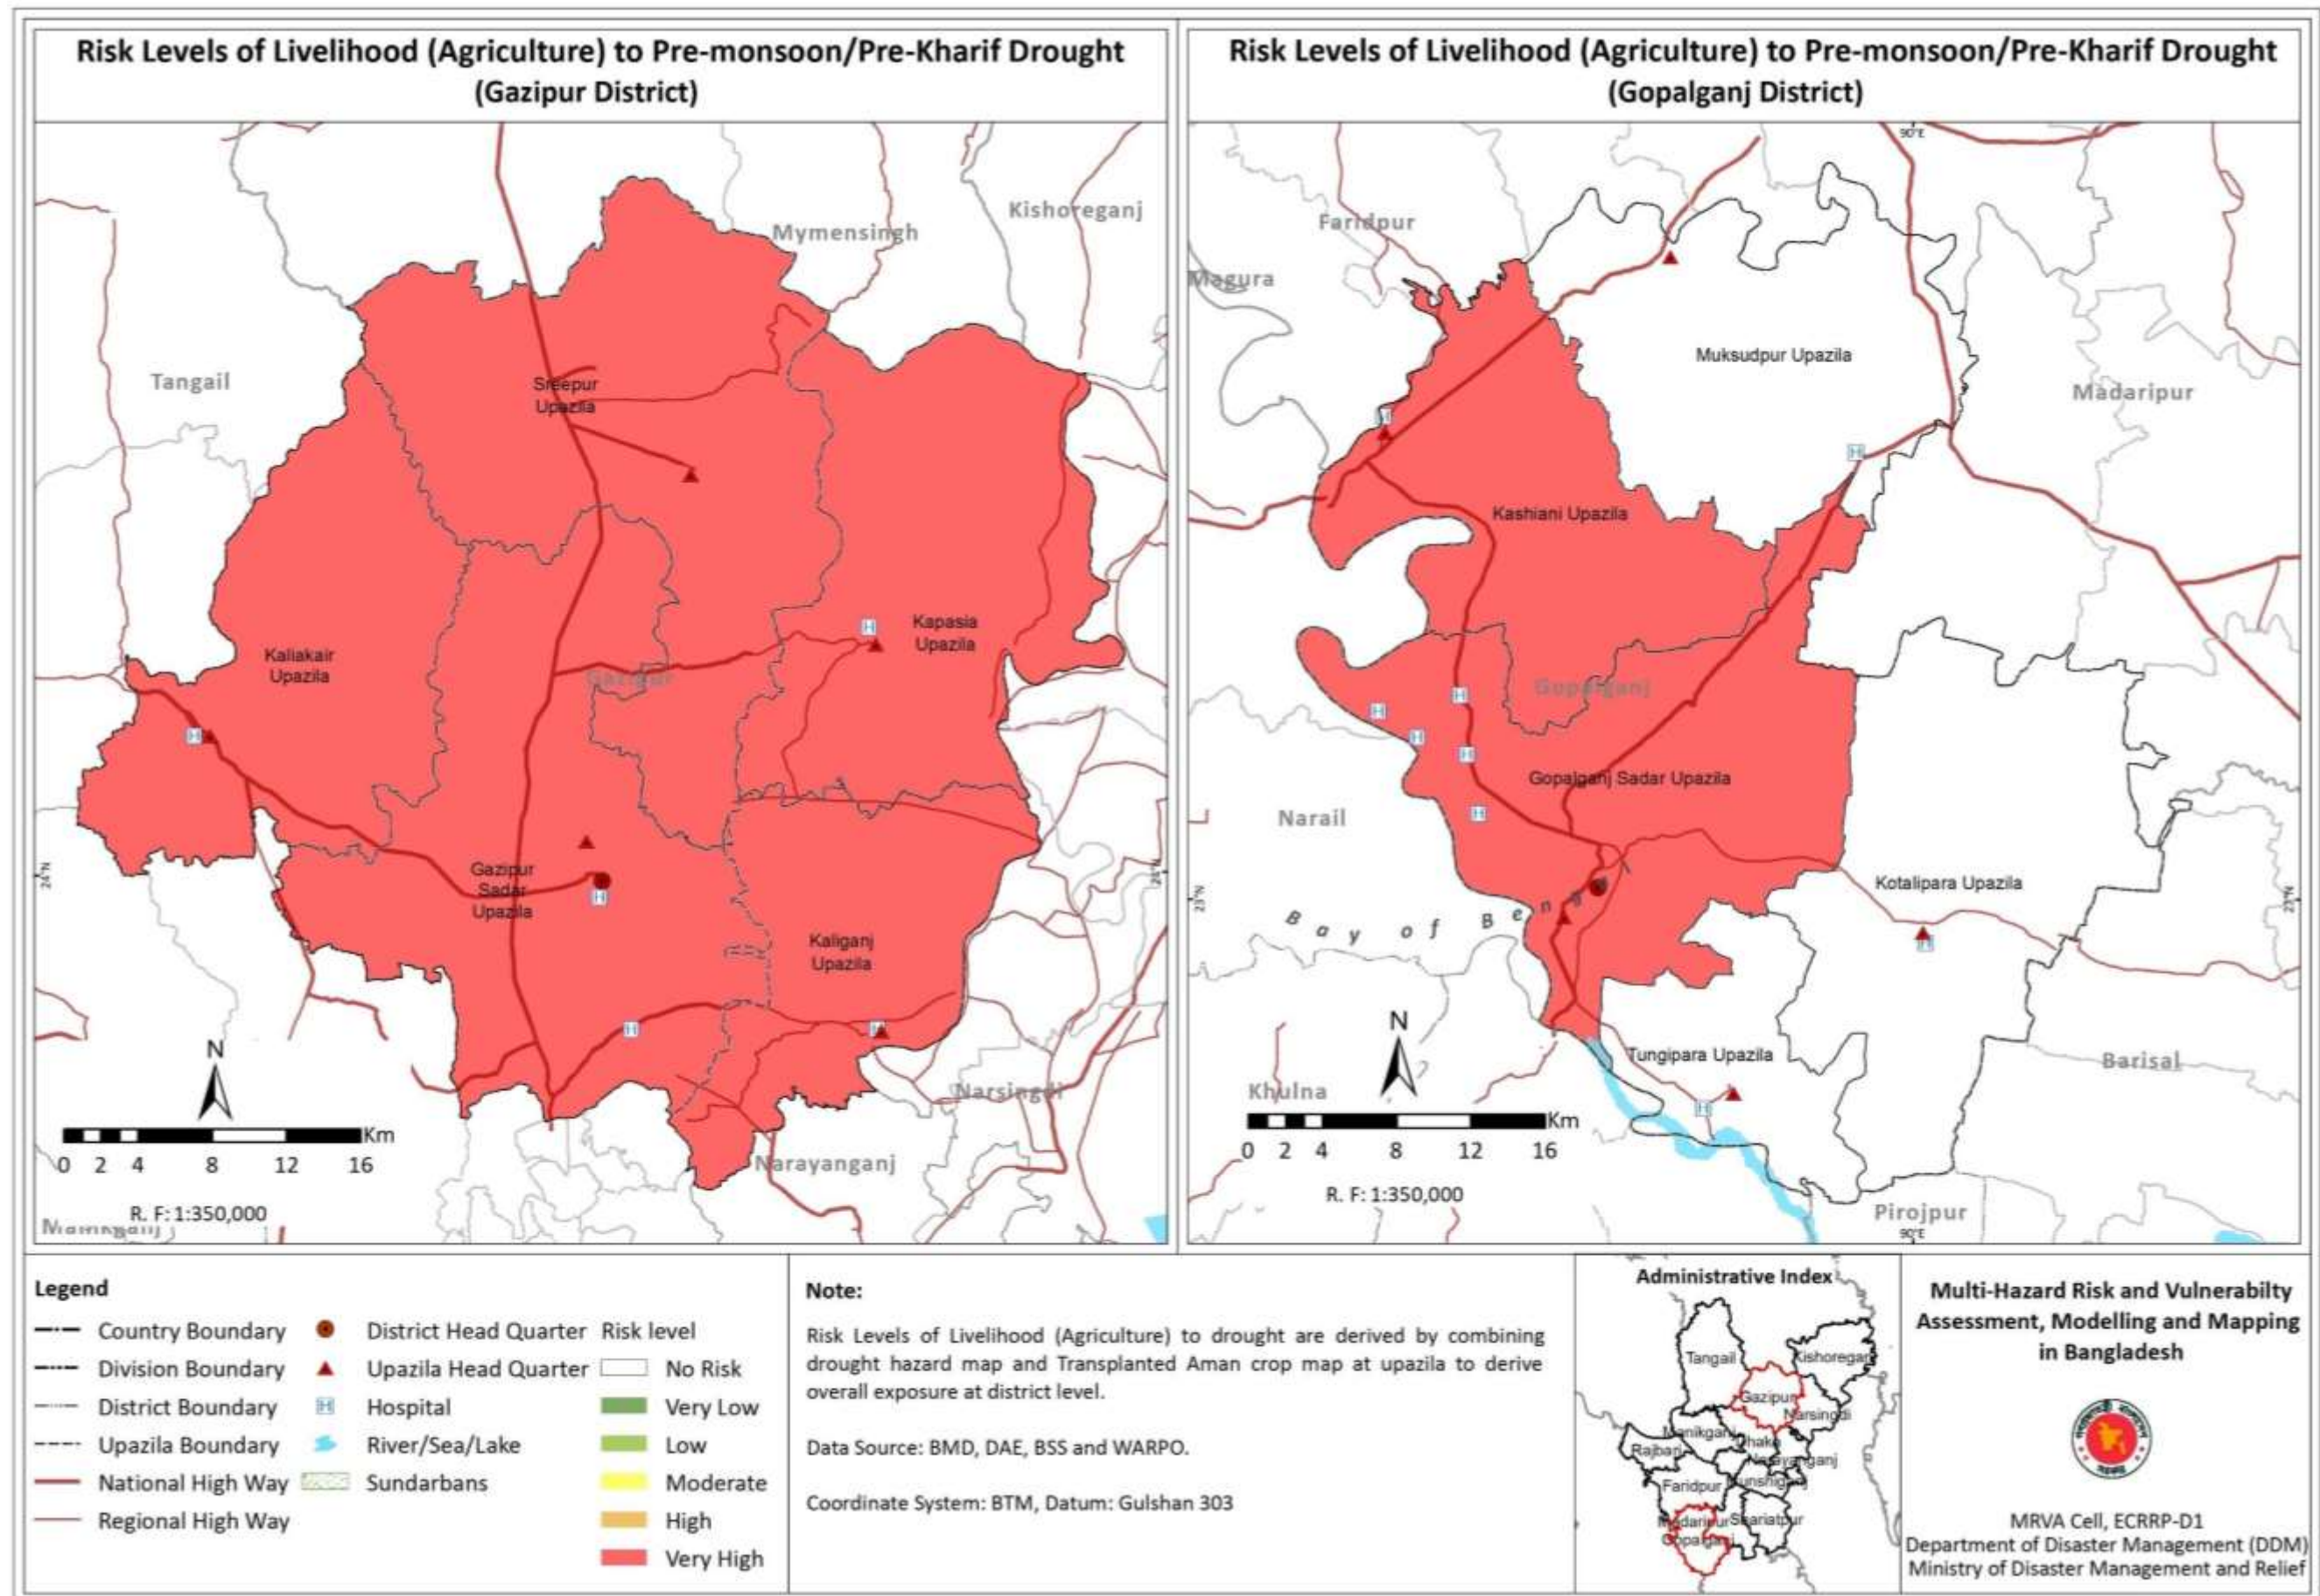 Risk Levels of Livelihood (Agriculture) to Pre-monsoon/Pre-Kharif Drought
(Gazipur District)
Kishoreganj
Mymensingh
Tangail
Sreepur
Upazila
Kapasia
Upazila
Kaliakair
Upazila
Gazipur
24°N
24°N
Gazipur
Sadar
Upazila
Kaliganj
Upazila
N
Narsingdi
Km
0 2 4 8 12 16
Narayanganj
R. F: 1:350,000
Risk Levels of Livelihood (Agriculture) to Pre-monsoon/Pre-Kharif Drought
(Gopalganj District)
90°E
Faridpur
Magura
Muksudpur Upazila
Madaripur
Kashiani Upazila
Gopalganj
Gopalganj Sadar Upazila
Narail
Kotalipara Upazila
23°N
23°N
Bay of Bengal
N
Tungipara Upazila
Barisal
Khulna
Km
0 2 4 8 12 16
R. F: 1:350,000
Pirojpur
90°E
Legend
Country Boundary
Division Boundary
District Boundary
Upazila Boundary
National High Way
Regional High Way
District Head Quarter
Upazila Head Quarter
H Hospital
River/Sea/Lake
Sundarbans
Risk level
No Risk
Very Low
Low
Moderate
High
Very High
Note:
Risk Levels of Livelihood (Agriculture) to drought are derived by combining
drought hazard map and Transplanted Aman crop map at upazila to derive
overall exposure at district level.
Data Source: BMD, DAE, BSS and WARPO.
Coordinate System: BTM, Datum: Gulshan 303
Administrative Index
Tangail
Gazipur
Narsingdi
Rajbari
Dhaka
Narayanganj
Faridpur
Madaripur
Shariatpur
Gopalganj
Multi-Hazard Risk and Vulnerabilty
Assessment, Modelling and Mapping
in Bangladesh
MRVA Cell, ECRRP-D1
Department of Disaster Management (DDM)
Ministry of Disaster Management and Relief